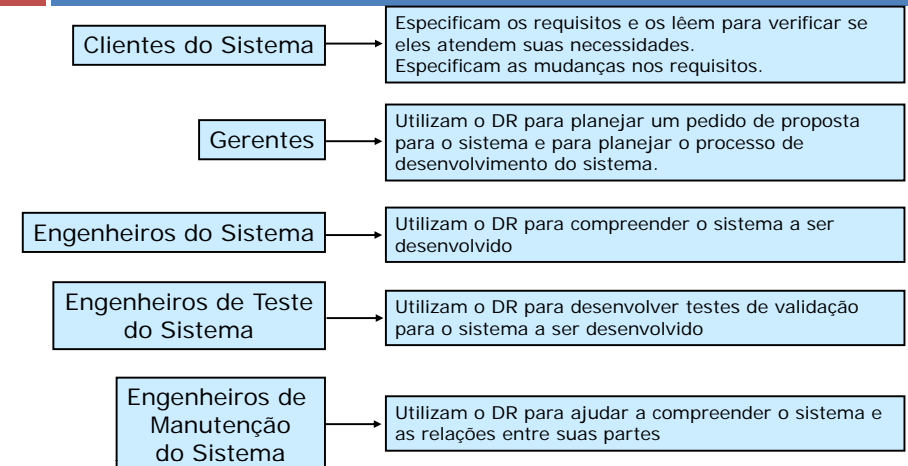 Clientes do Sistema
Especificam os requisitos e os lêem para verificar se
eles atendem suas necessidades.
Especificam as mudanças nos requisitos.
Gerentes
Utilizam o DR para planejar um pedido de proposta
para o sistema e para planejar o processo de
desenvolvimento do sistema.
Engenheiros do Sistema
Utilizam o DR para compreender o sistema a ser
desenvolvido
Engenheiros de Teste
do Sistema
Utilizam o DR para desenvolver testes de validação
para o sistema a ser desenvolvido
Engenheiros de
Manutenção
do Sistema
Utilizam o DR para ajudar a compreender o sistema e
as relações entre suas partes